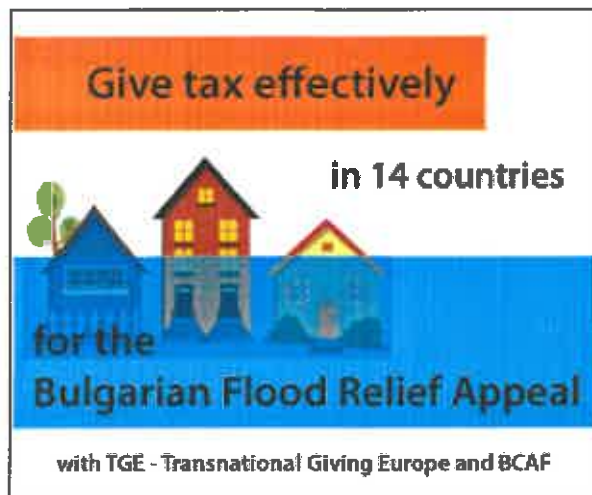 Give tax effectively
in 14 countries
for the
Bulgarian Flood Relief Appeal
with TGE - Transnational Giving Europe and BCAF